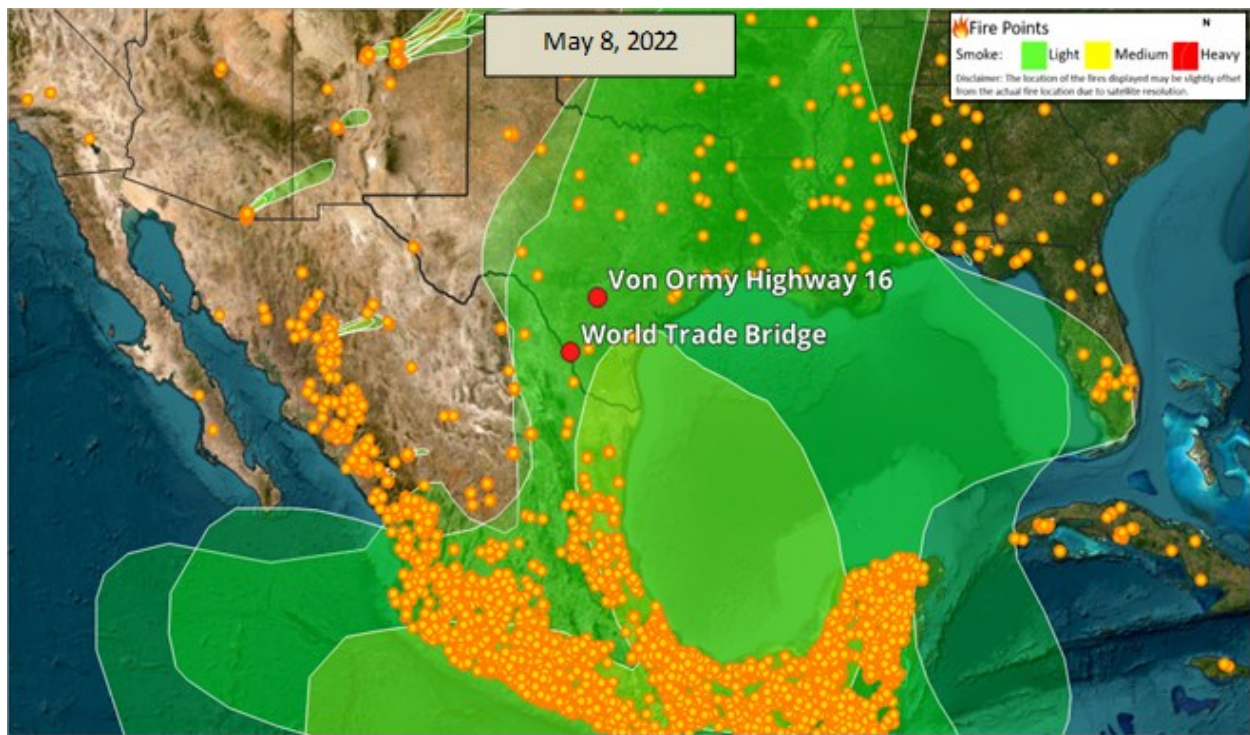 May 8, 2022
Fire Points
N
Smoke: Light Medium Heavy
Disclaimer: The location of the fires displayed may be slightly offset
from the actual fire location due to satellite resolution.
Von Ormy Highway 16
World Trade Bridge